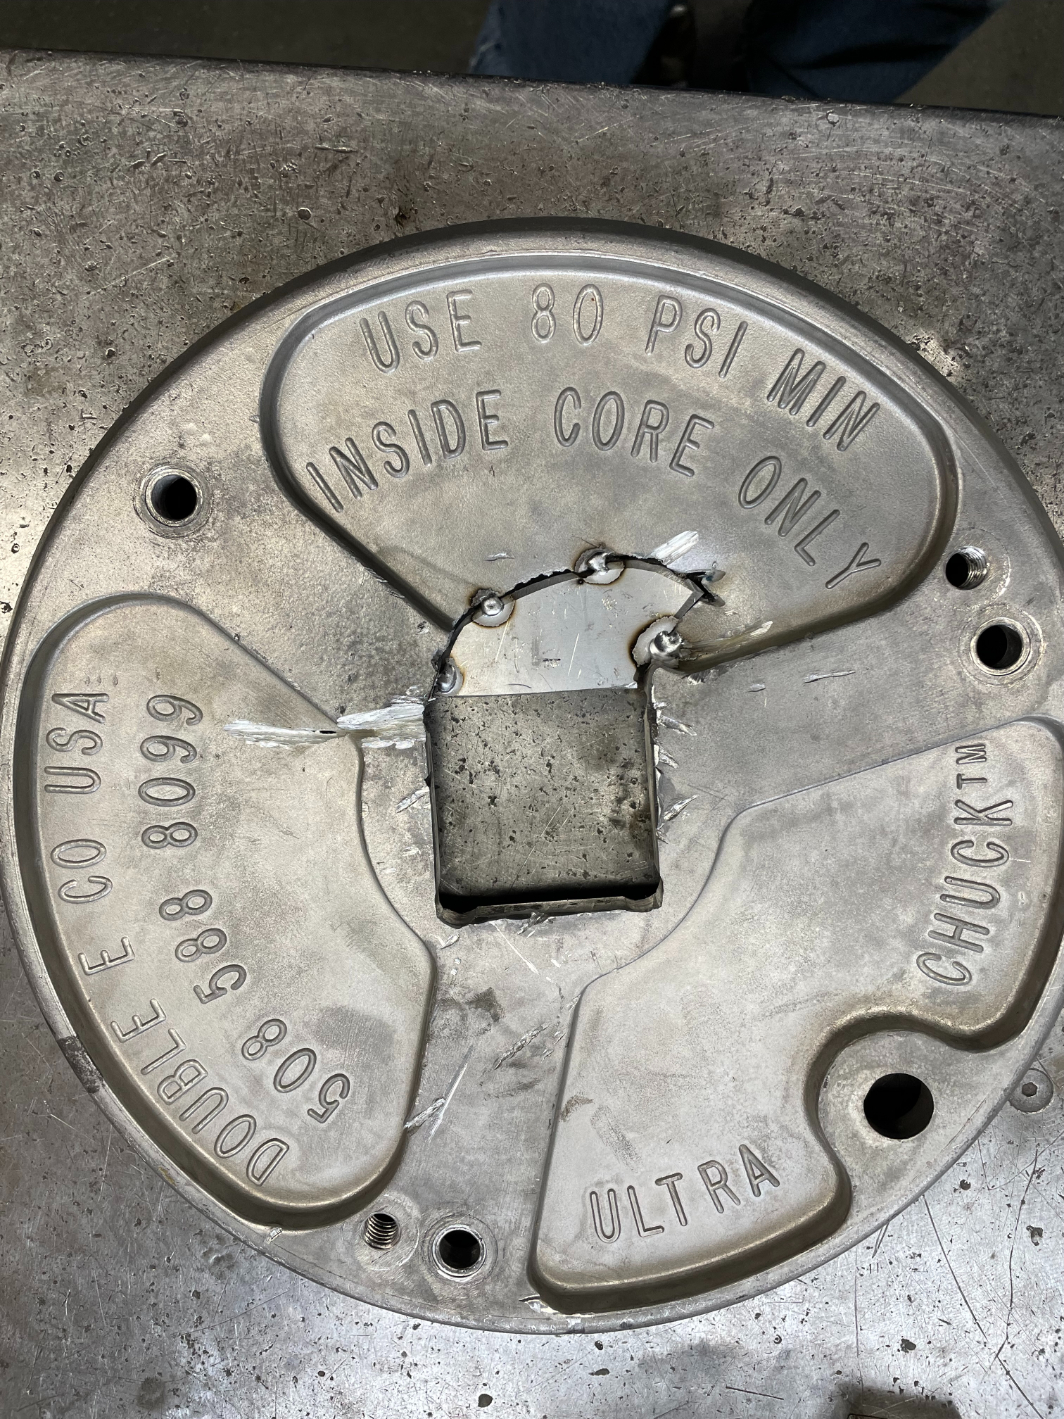 USE 80 PSI MIN
INSIDE CORE ONLY
DOUBLE E CO USA
508 588 8099
ULTRA CHUCK™